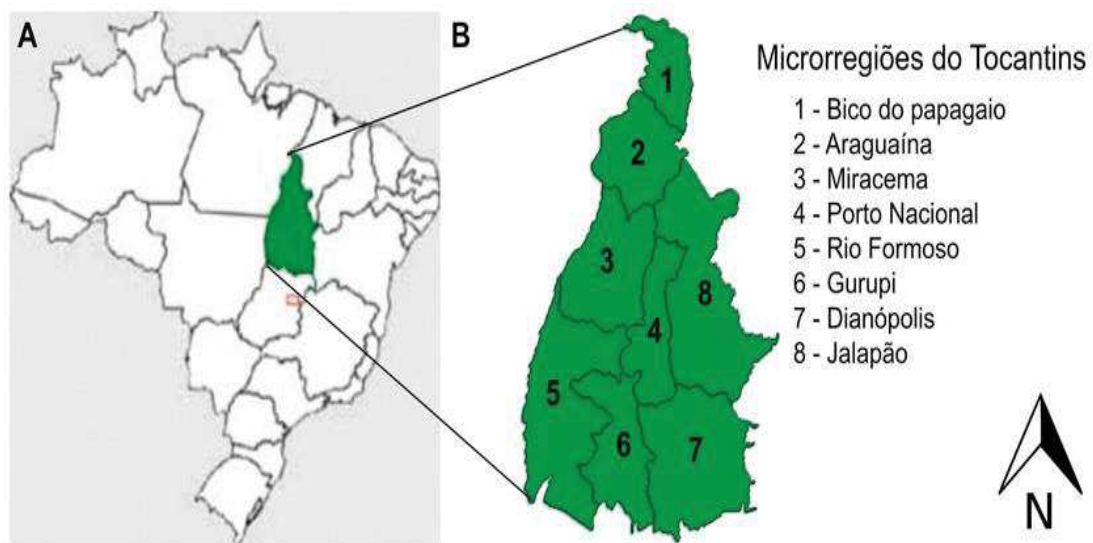 A
B
Microrregiões do Tocantins
1 - Bico do papagaio
2 - Araguaína
3 - Miracema
4 - Porto Nacional
5 - Rio Formoso
6 - Gurupi
7 - Dianópolis
8 - Jalapão
1
2
3
8
4
5
6
7
N